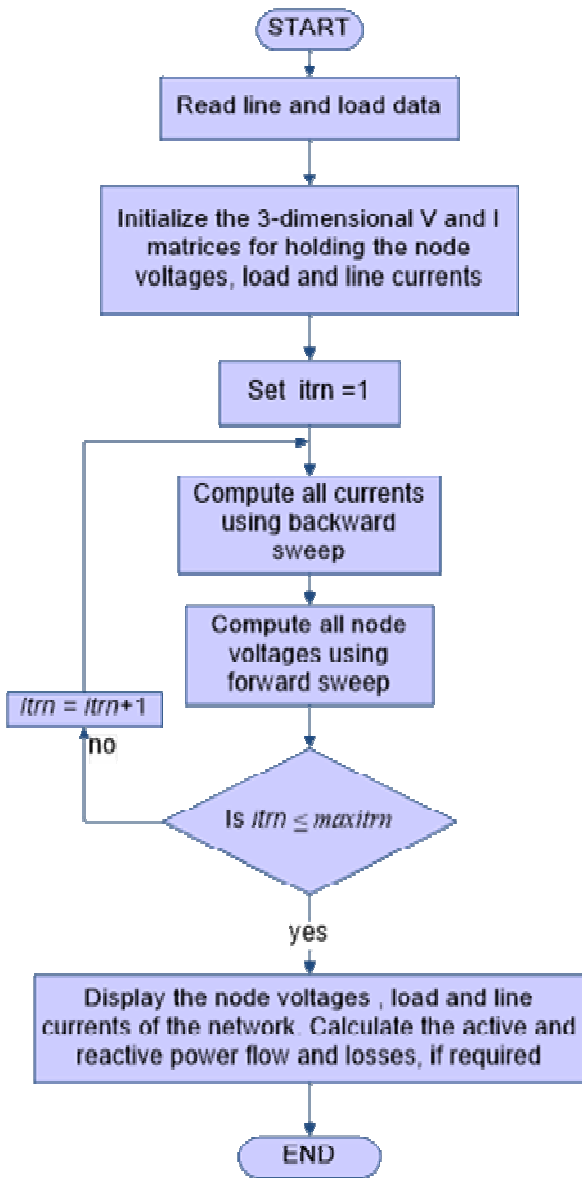 START
Read line and load data
Initialize the 3-dimensional V and I
matrices for holding the node
voltages, load and line currents
Set itrn =1
Compute all currents
using backward
sweep
Compute all node
voltages using
forward sweep
itrn = itrn+1
no
Is itrn ≤ maxitrn
yes
Display the node voltages , load and line
currents of the network. Calculate the active and
reactive power flow and losses, if required
END